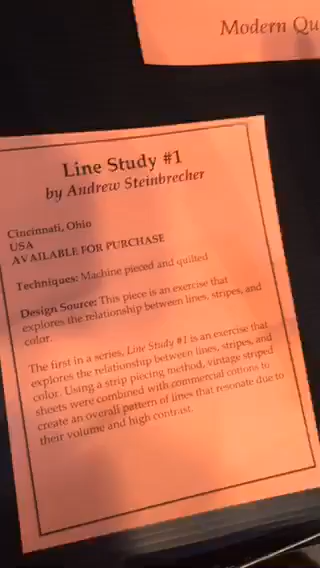 Modern Qu
Line Study #1
by Andrew Steinbrecher
Cincinnati, Ohio
USA
AVAILABLE FOR PURCHASE
Techniques: Machine pieced and quilted
Design Source: This piece is an exercise that
explores the relationship between lines, stripes, and
color.
The first in a series, Line Study #1 is an exercise that
explores the relationship between lines, stripes, and
color. Using a strip piecing method, vintage striped
sheets were combined with commercial cottons to
create an overall pattern of lines that resonate due to
their volume and high contrast.